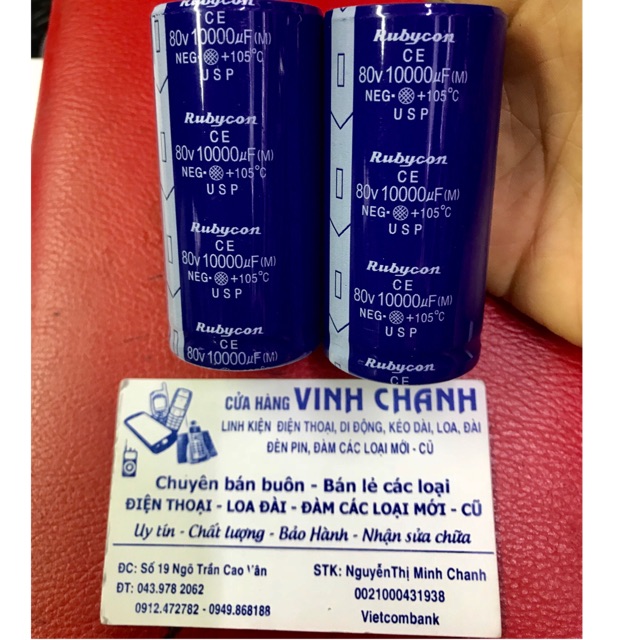 Rubycon
CE
80v 10000µF(M)
NEG +105°C
USP
Rubycon
CE
80v 10000µF(M)
NEG +105°C
USP
Rubycon
CE
80v 10000µF(M)
NEG +105°C
USP
Rubycon
CE
80v 10000µF(M)
Rubycon
CE
80v 10000µF(M)
NEG +105°C
USP
Rubycon
CE
80v 10000µF(M)
NEG +105°C
USP
Rubycon
CE
80v 10000µF(M)
NEG +105°C
USP
Rubycon
CE
CỬA HÀNG VINH CHANH
LINH KIỆN ĐIỆN THOẠI, DI ĐỘNG, KÉO DÀI, LOA, ĐÀI
ĐÈN PIN, ĐÀM CÁC LOẠI MỚI - CŨ
Chuyên bán buôn - Bán lẻ các loại
ĐIỆN THOẠI - LOA ĐÀI - ĐÀM CÁC LOẠI MỚI - CŨ
Uy tín - Chất lượng - Bảo Hành - Nhận sửa chữa
ĐC: Số 19 Ngõ Trần Cao Vân
ĐT: 043.978 2062
0912.472782 - 0949.868188
STK: NguyễnThị Minh Chanh
0021000431938
Vietcombank